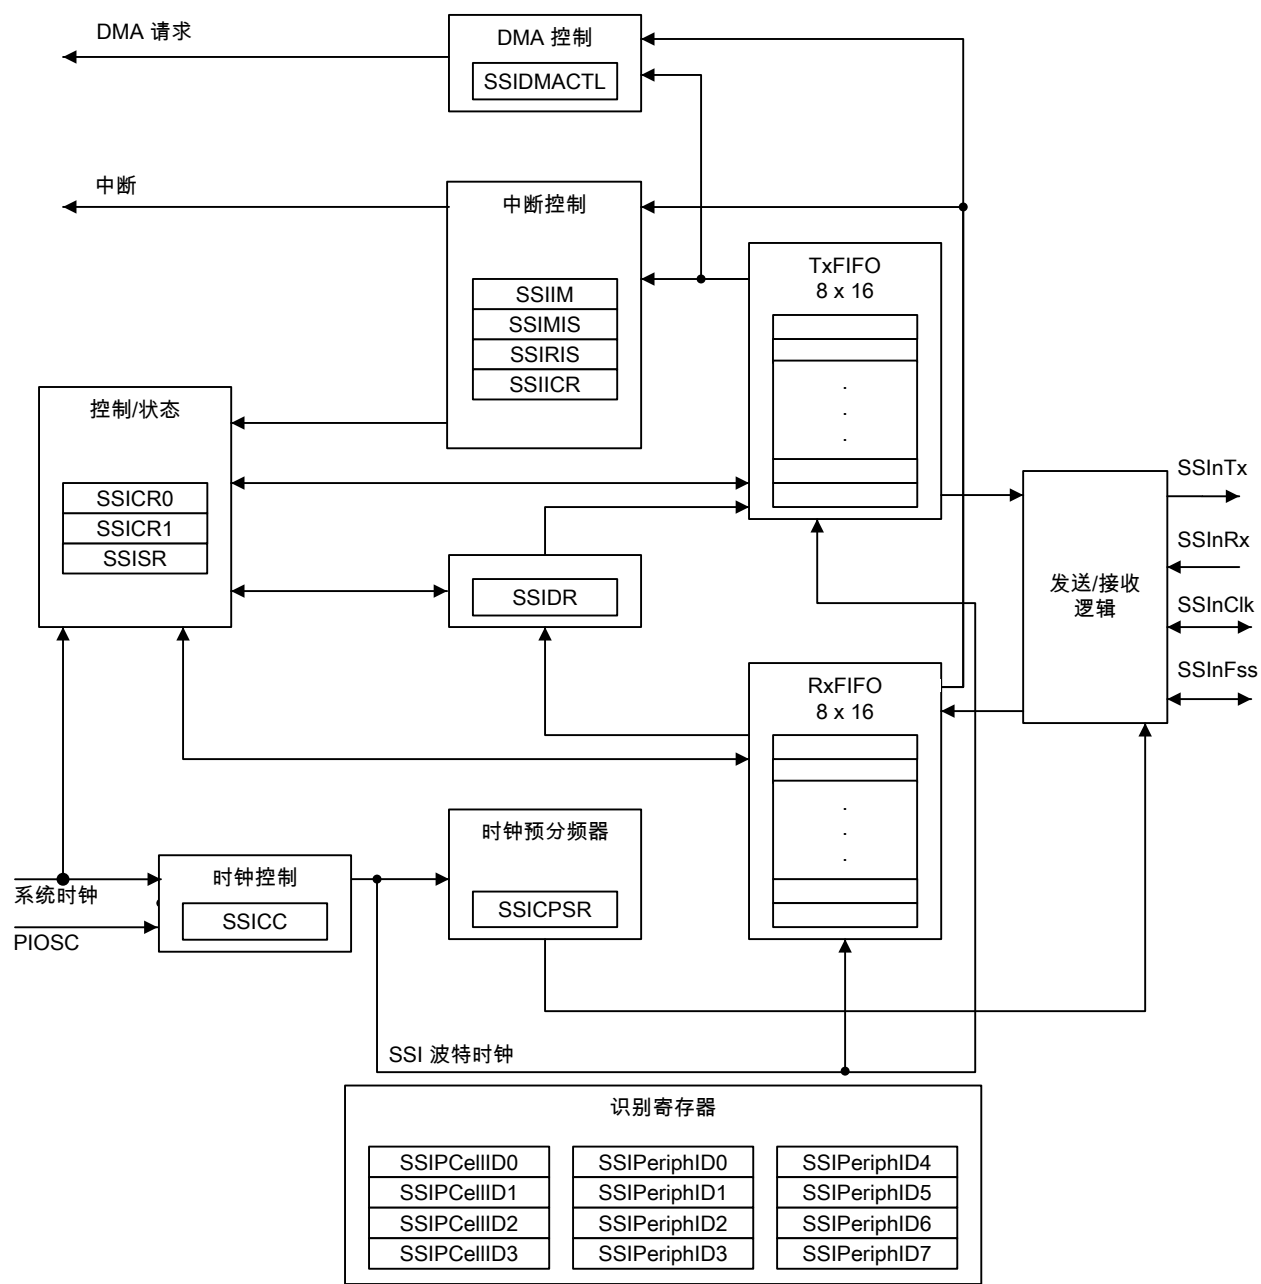 DMA 请求
DMA 控制
SSIDMACTL
中断
中断控制
SSIIM
SSIMIS
SSIRIS
SSIICR
TxFIFO
8 x 16
控制/状态
SSICR0
SSICR1
SSISR
SSIDR
发送/接收
逻辑
SSInTx
SSInRx
SSInClk
SSInFss
RxFIFO
8 x 16
时钟预分频器
SSICPSR
时钟控制
SSICC
系统时钟
PIOSC
SSI 波特时钟
识别寄存器
SSIPCellID0
SSIPCellID1
SSIPCellID2
SSIPCellID3
SSIPeriphID0
SSIPeriphID1
SSIPeriphID2
SSIPeriphID3
SSIPeriphID4
SSIPeriphID5
SSIPeriphID6
SSIPeriphID7